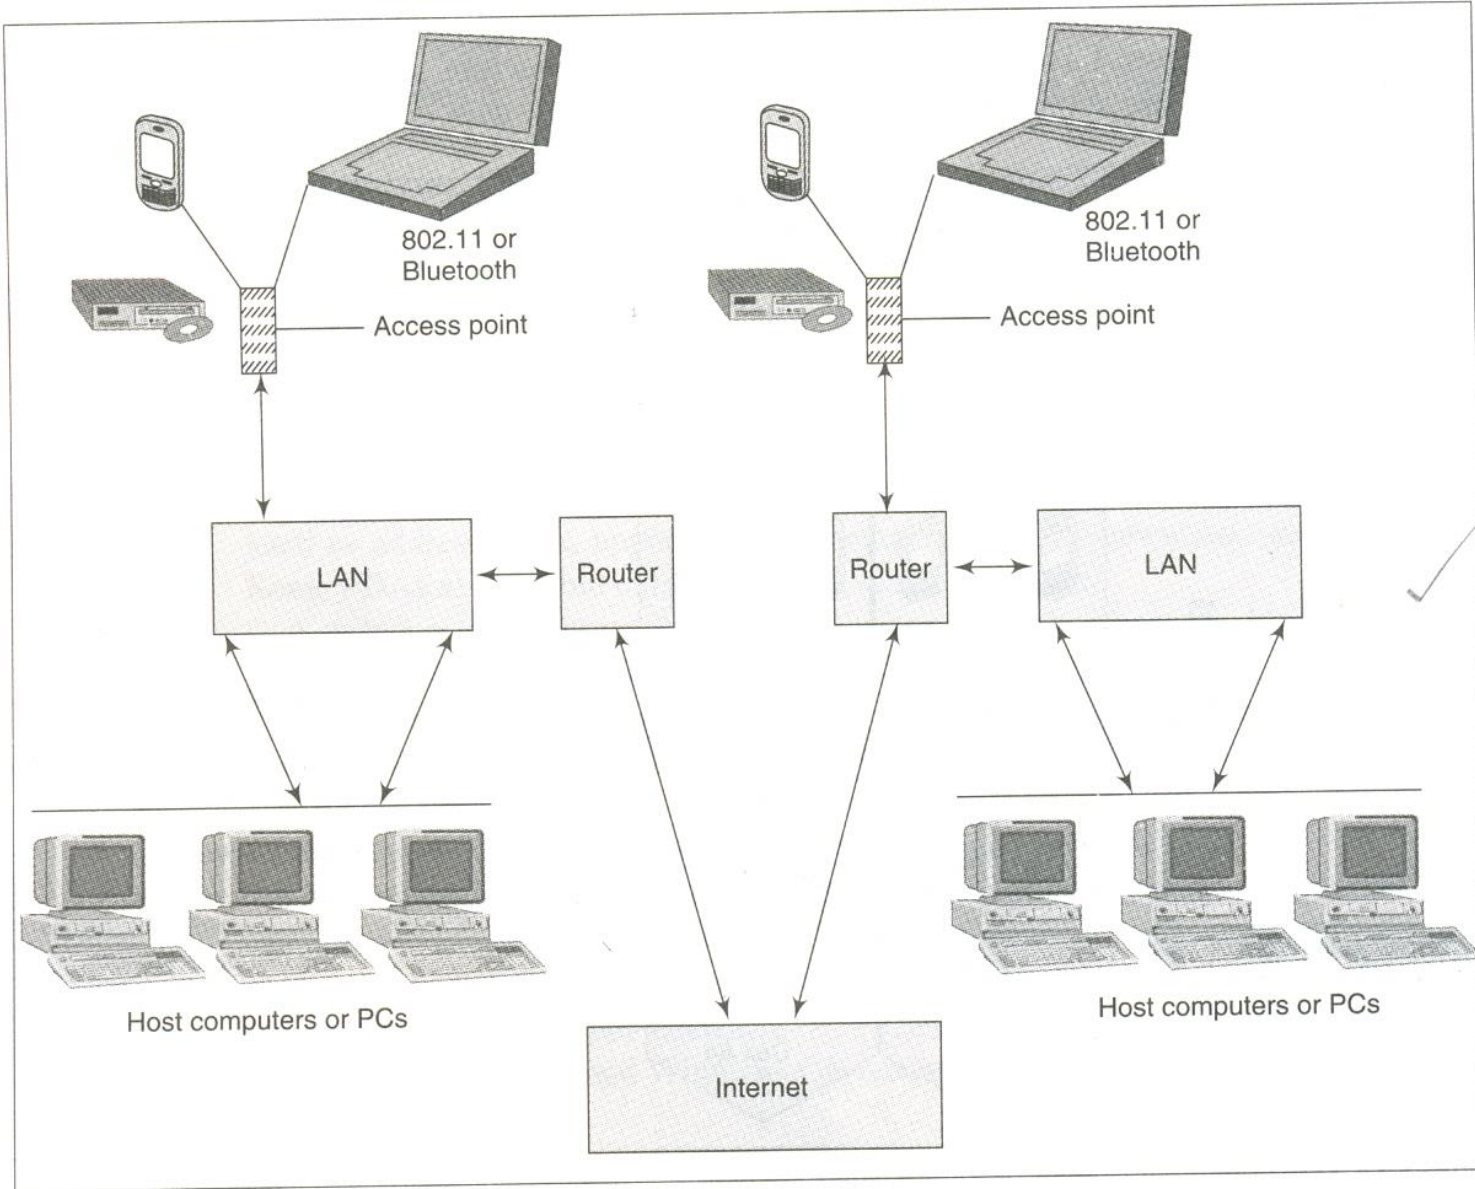 802.11 or
Bluetooth
802.11 or
Bluetooth
Access point
Access point
LAN
Router
Router
LAN
Host computers or PCs
Host computers or PCs
Internet